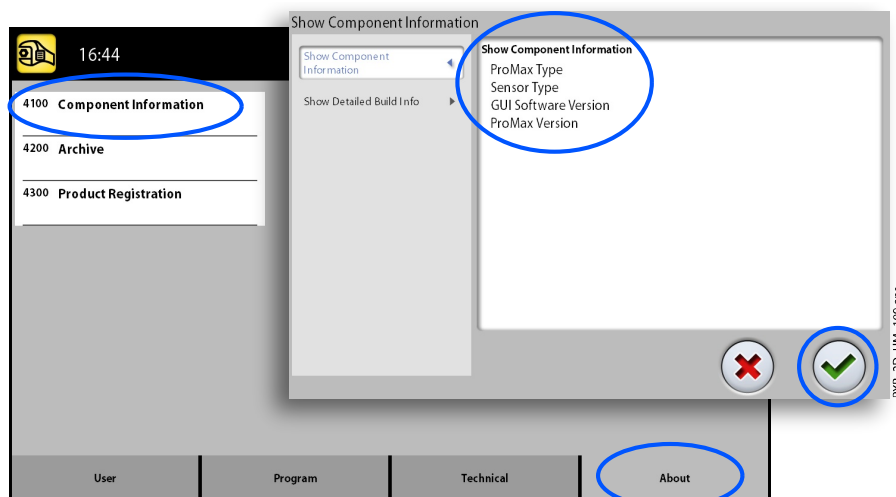 Show Component Information
16:44
4100 Component Information
4200 Archive
4300 Product Registration
Show Component
Information
Show Detailed Build Info
Show Component Information
ProMax Type
Sensor Type
GUI Software Version
ProMax Version
User
Program
Technical
About